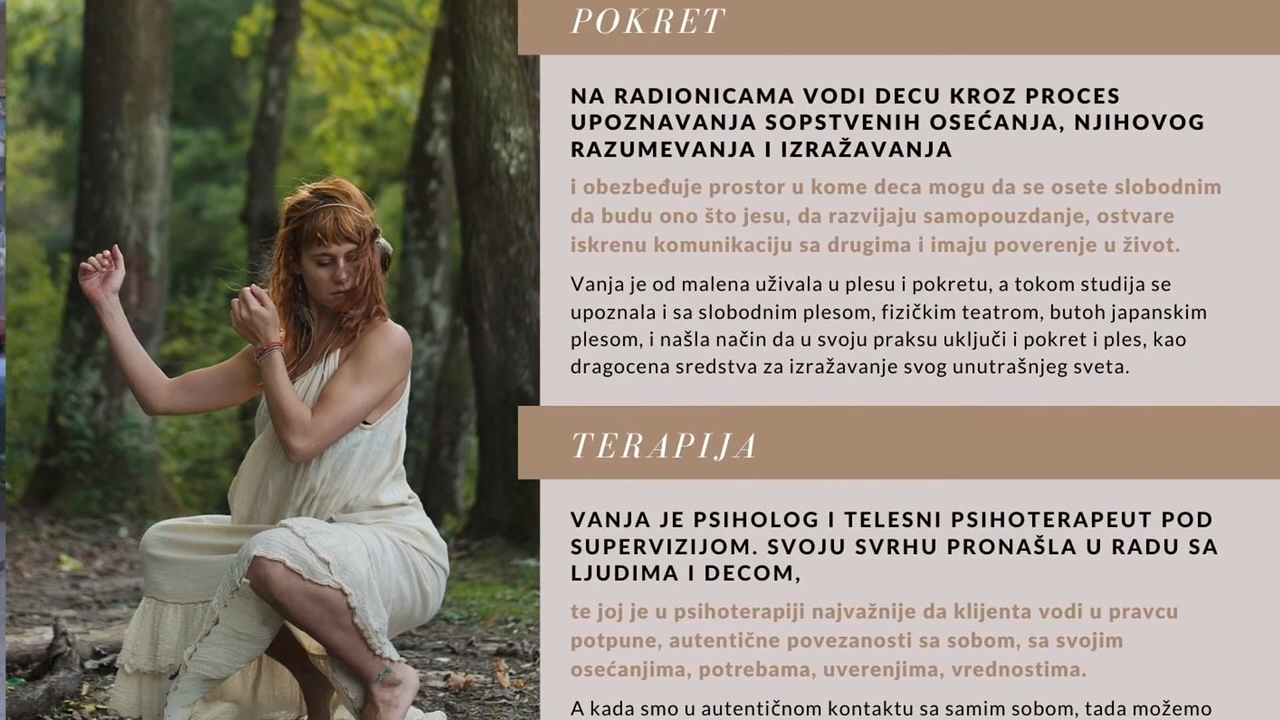 POKRET
NA RADIONICAMA VODI DECU KROZ PROCES
UPOZNAVANJA SOPSTVENIH OSEĆANJA, NJIHOVOG
RAZUMEVANJA I IZRAŽAVANJA
i obezbeđuje prostor u kome deca mogu da se osete slobodnim
da budu ono što jesu, da razvijaju samopouzdanje, ostvare
iskrenu komunikaciju sa drugima i imaju poverenje u život.
Vanja je od malena uživala u plesu i pokretu, a tokom studija se
upoznala i sa slobodnim plesom, fizičkim teatrom, butoh japanskim
plesom, i našla način da u svoju praksu uključi i pokret i ples, kao
dragocena sredstva za izražavanje svog unutrašnjeg sveta.
TERAPIJA
VANJA JE PSIHOLOG I TELESNI PSIHOTERAPEUT POD
SUPERVIZIJOM. SVOJU SVRHU PRONAŠLA U RADU SA
LJUDIMA I DECOM,
te joj je u psihoterapiji najvažnije da klijenta vodi u pravcu
potpune, autentične povezanosti sa sobom, sa svojim
osećanjima, potrebama, uverenjima, vrednostima.
A kada smo u autentičnom kontaktu sa samim sobom, tada možemo